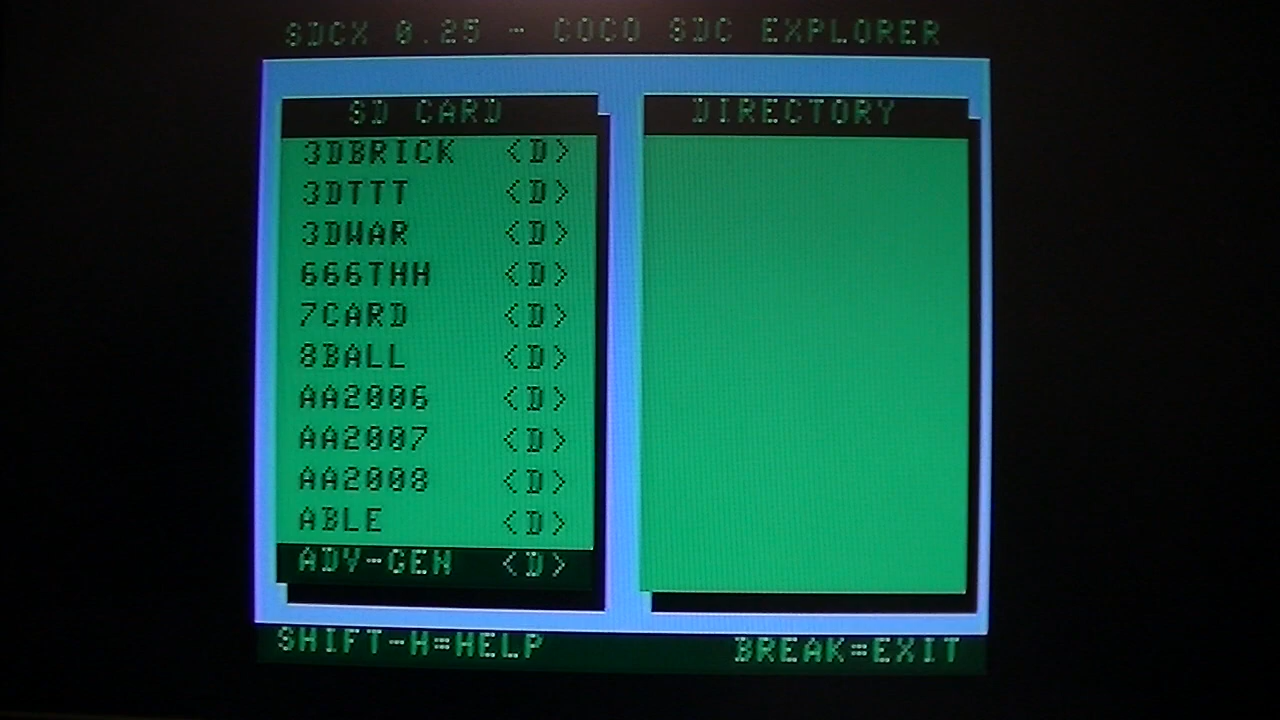 SDCX 0.25 - COCO SDC EXPLORER
SD CARD
3DBRICK <D>
3DTTT <D>
3DWAR <D>
666THH <D>
7CARD <D>
8BALL <D>
AA2006 <D>
AA2007 <D>
AA2008 <D>
ABLE <D>
ADV-GEN <D>
DIRECTORY
SHIFT-H=HELP
BREAK=EXIT